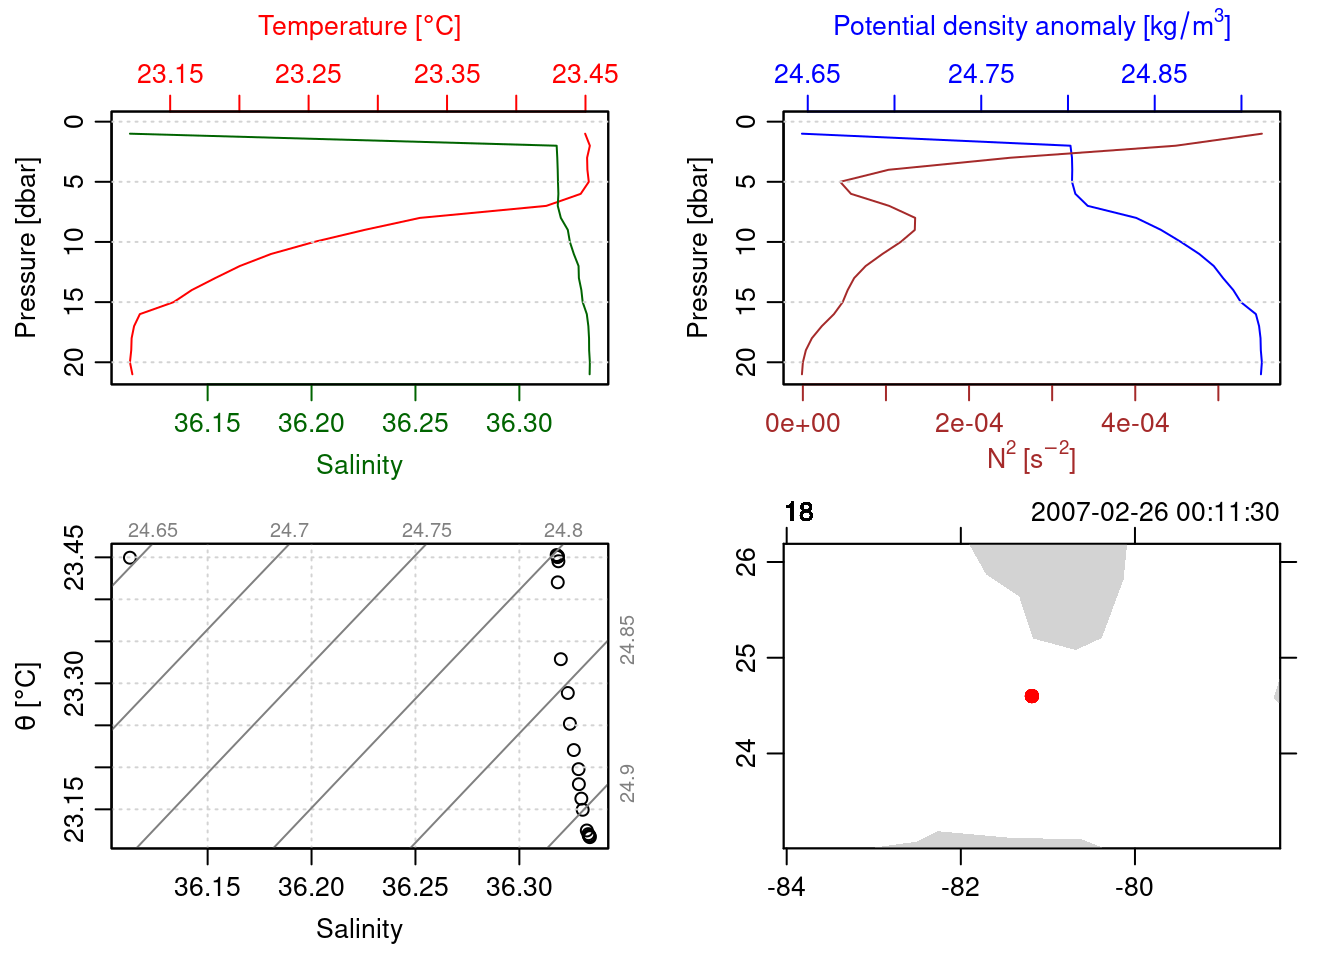 Temperature [°C]
23.15 23.25 23.35 23.45
Pressure [dbar]
0 5 10 15 20
36.15 36.20 36.25 36.30
Salinity
Potential density anomaly [kg/m³]
24.65 24.75 24.85
Pressure [dbar]
0 5 10 15 20
0e+00 2e-04 4e-04
N² [s⁻²]
24.65 24.7 24.75 24.8
24.85
24.9
θ [°C]
23.45 23.30 23.15
36.15 36.20 36.25 36.30
Salinity
18 2007-02-26 00:11:30
26 25 24
-84 -82 -80